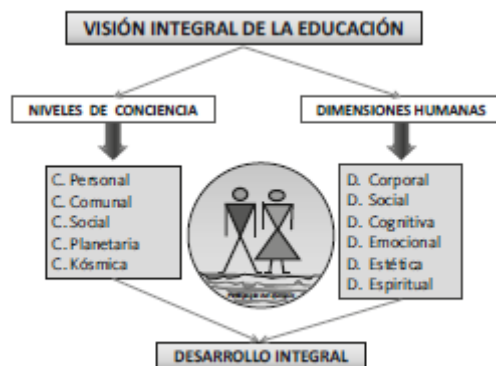 VISIÓN INTEGRAL DE LA EDUCACIÓN
NIVELES DE CONCIENCIA
DIMENSIONES HUMANAS
C. Personal
C. Comunal
C. Social
C. Planetaria
C. Kósmica
D. Corporal
D. Social
D. Cognitiva
D. Emocional
D. Estética
D. Espiritual
DESARROLLO INTEGRAL